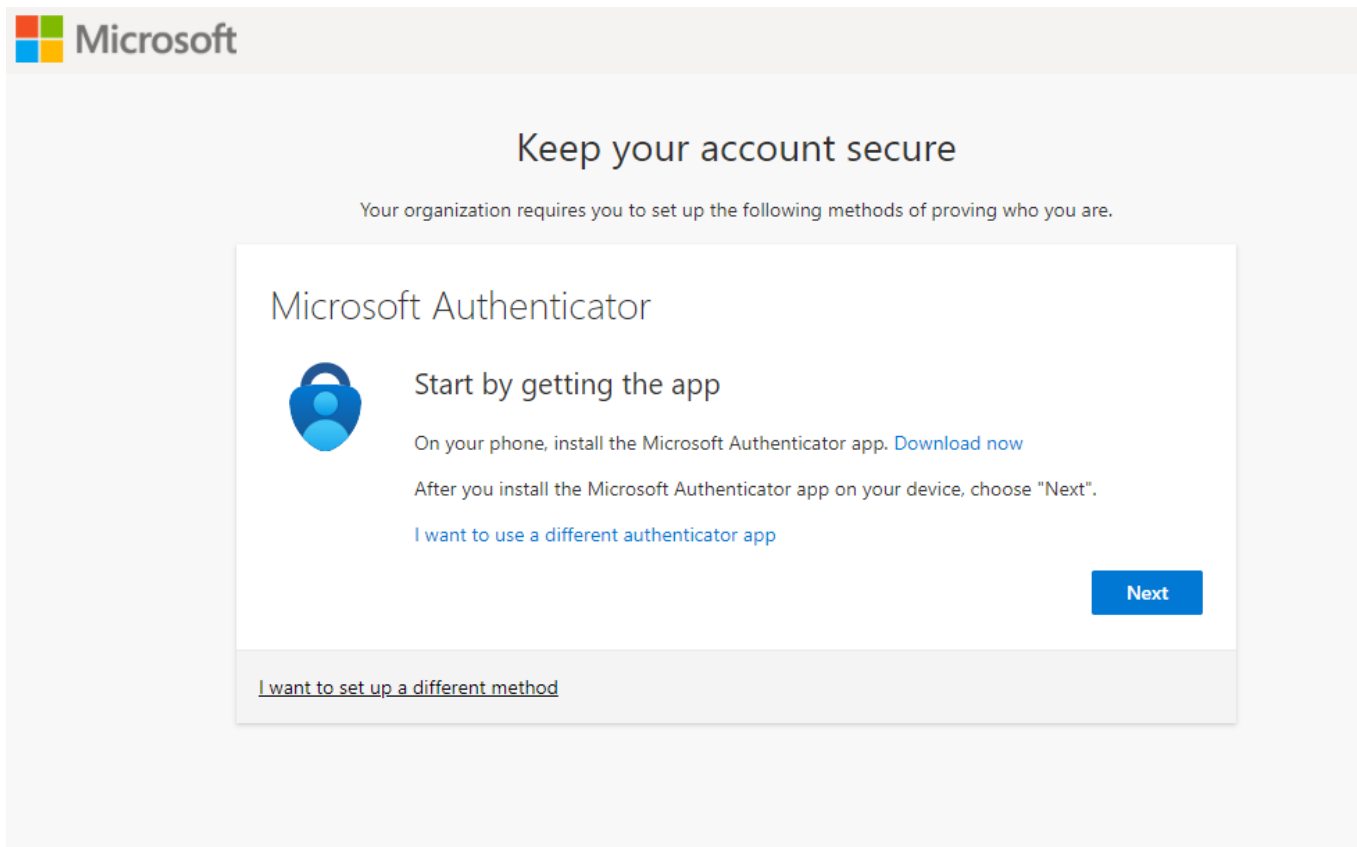 Microsoft
Keep your account secure
Your organization requires you to set up the following methods of proving who you are.
Microsoft Authenticator
Start by getting the app
On your phone, install the Microsoft Authenticator app. Download now
After you install the Microsoft Authenticator app on your device, choose "Next".
I want to use a different authenticator app
Next
I want to set up a different method